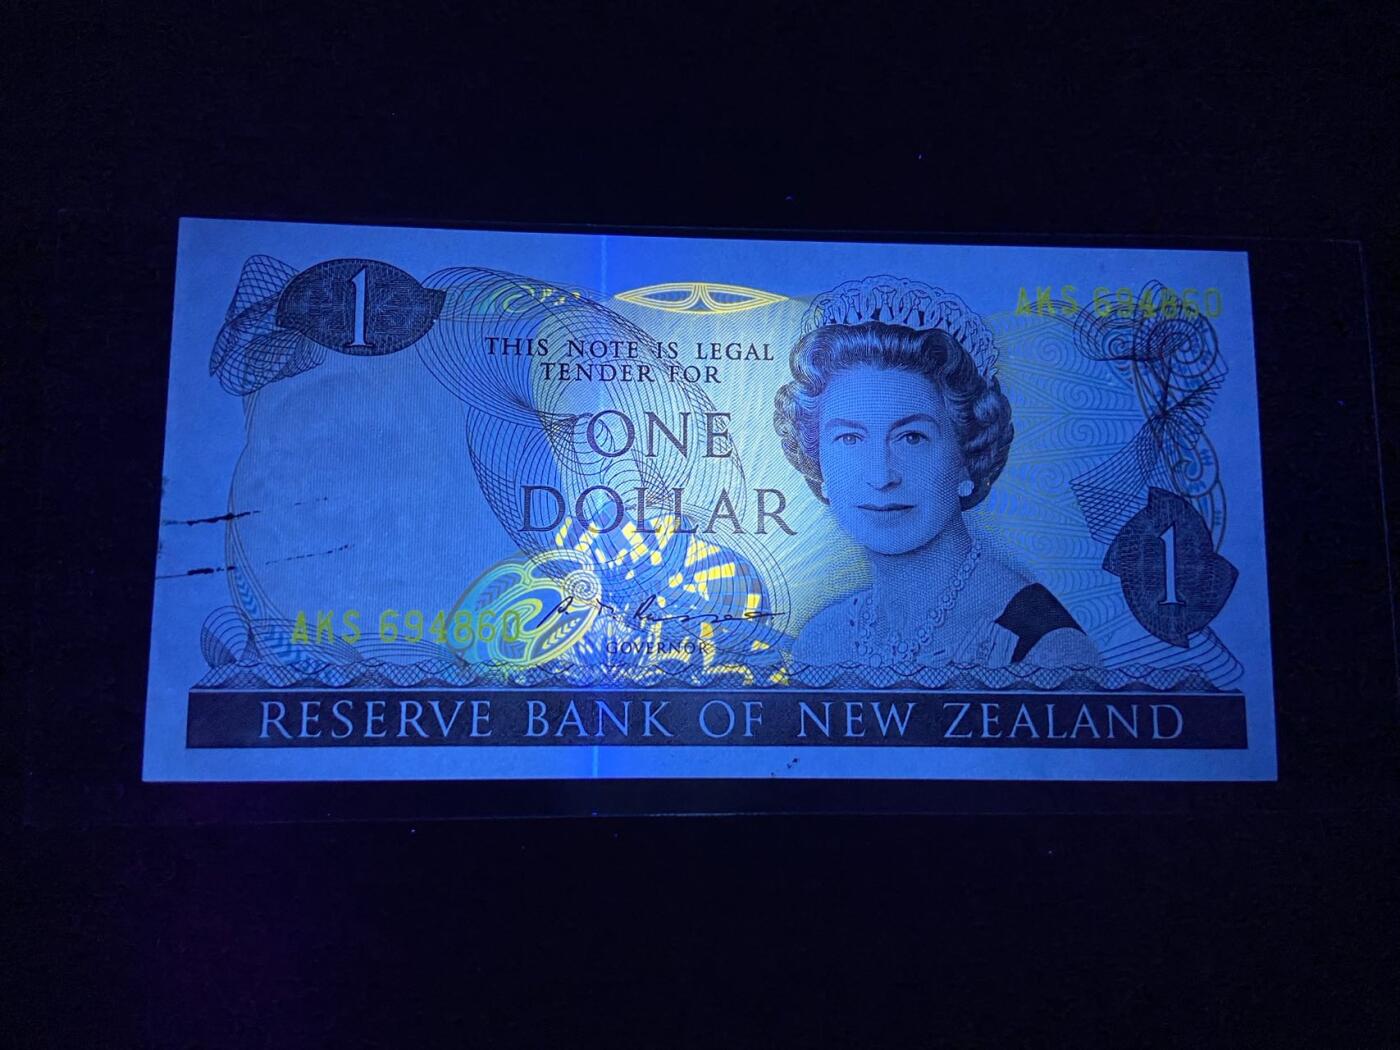 1
AKS 694860
THIS NOTE IS LEGAL
TENDER FOR
ONE
DOLLAR
1
AKS 694860
GOVERNOR
RESERVE BANK OF NEW ZEALAND